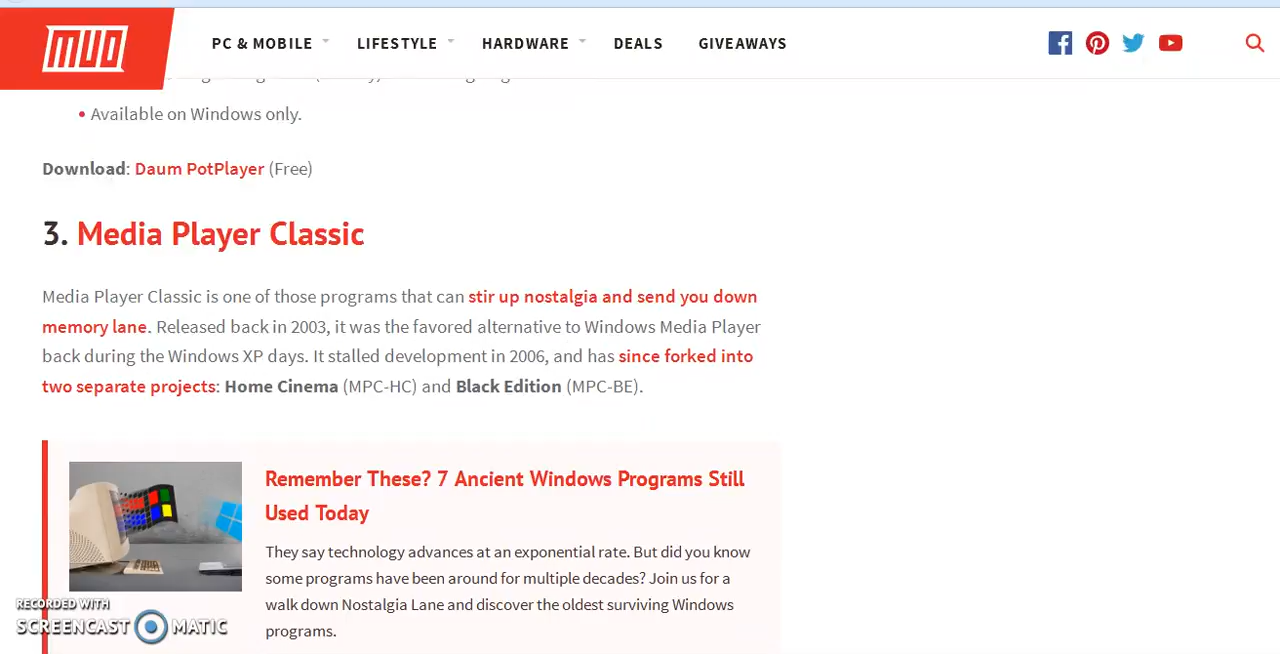 MUO
PC & MOBILE
LIFESTYLE
HARDWARE
DEALS
GIVEAWAYS
• Available on Windows only.
Download: Daum PotPlayer (Free)
3. Media Player Classic
Media Player Classic is one of those programs that can stir up nostalgia and send you down
memory lane. Released back in 2003, it was the favored alternative to Windows Media Player
back during the Windows XP days. It stalled development in 2006, and has since forked into
two separate projects: Home Cinema (MPC-HC) and Black Edition (MPC-BE).
Remember These? 7 Ancient Windows Programs Still
Used Today
They say technology advances at an exponential rate. But did you know
some programs have been around for multiple decades? Join us for a
walk down Nostalgia Lane and discover the oldest surviving Windows
programs.
RECORDED WITH
SCREENCAST MATIC